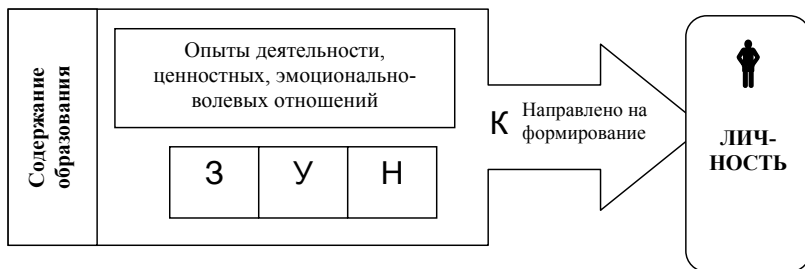 Содержание
образования
Опыты деятельности,
ценностных, эмоционально-
волевых отношений
З У Н
К
Направлено на
формирование
ЛИЧ-
НОСТЬ